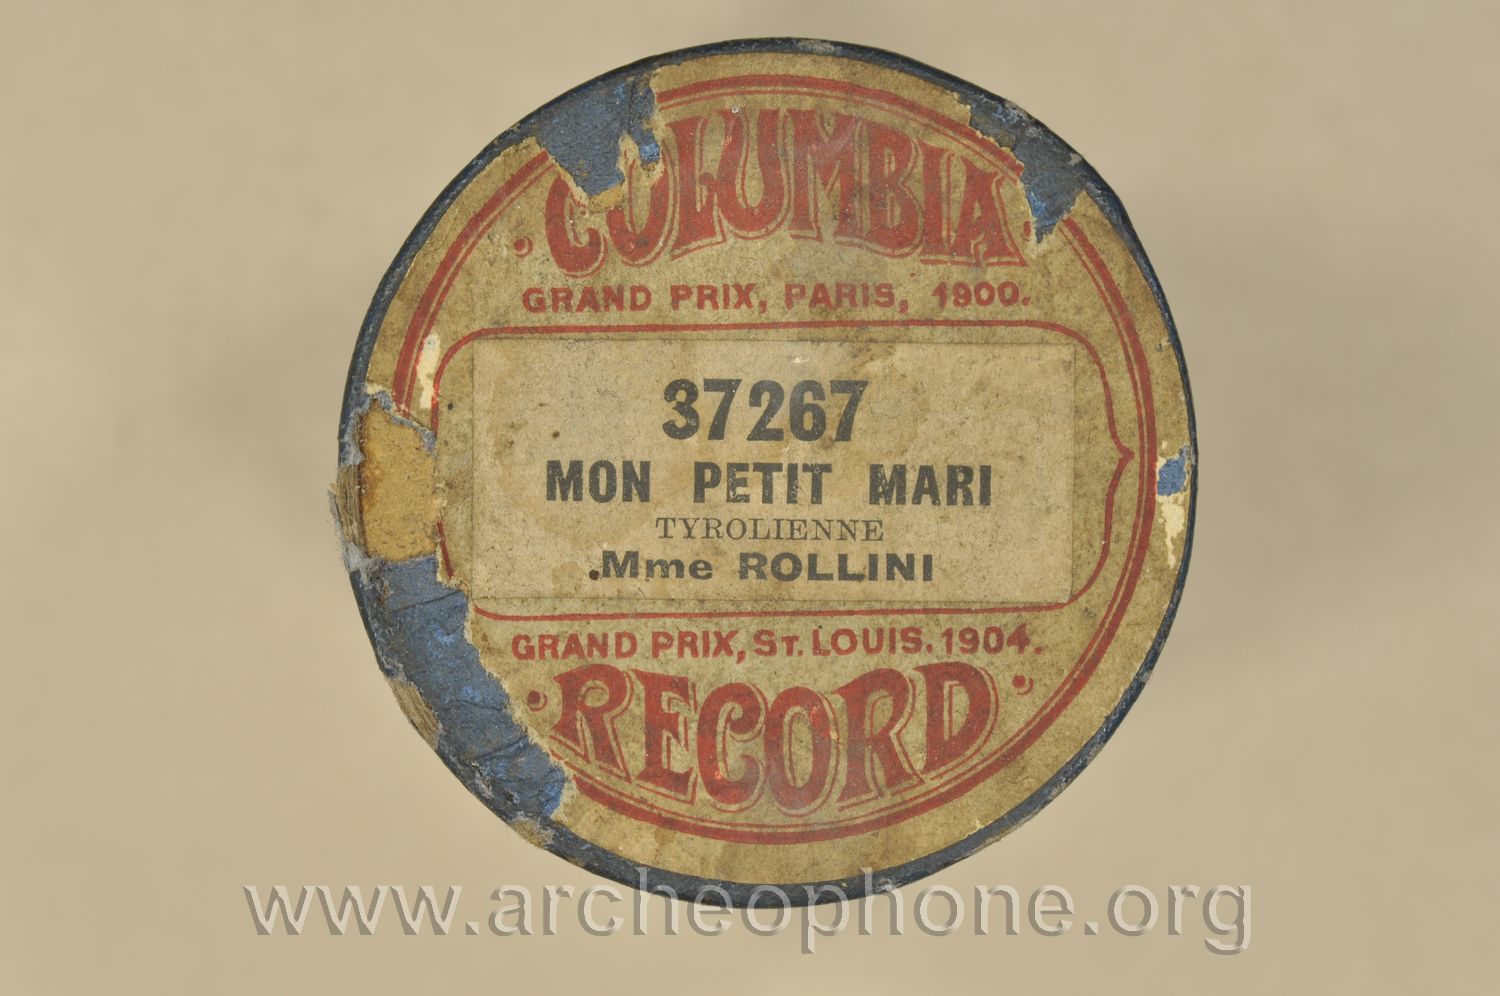 COLUMBIA
GRAND PRIX, PARIS, 1900.
37267
MON PETIT MARI
TYROLIENNE
Mme ROLLINI
GRAND PRIX, ST. LOUIS. 1904.
RECORD
www.archeophone.org